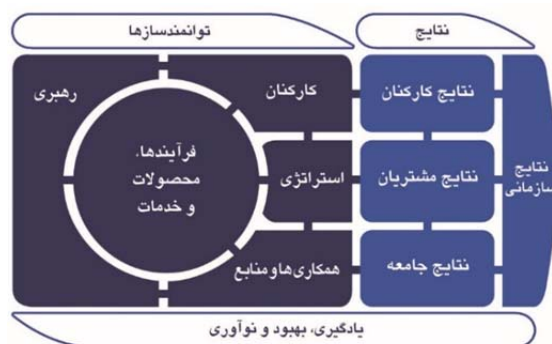 توانمندسازها
نتایج
رهبری
کارکنان
نتایج کارکنان
فرآیندها،
محصولات
و خدمات
استراتژی
نتایج مشتریان
نتایج
سازمانی
همکاری‌ها و منابع
نتایج جامعه
یادگیری، بهبود و نوآوری